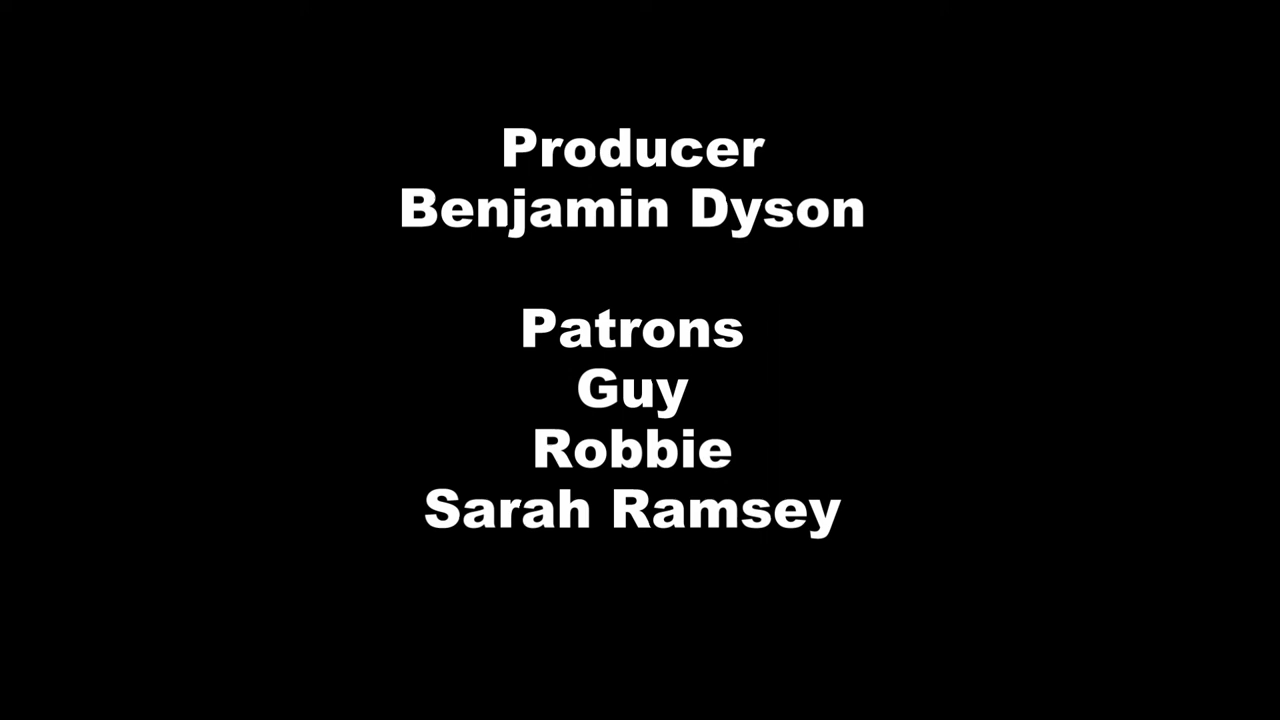 Producer
Benjamin Dyson
Patrons
Guy
Robbie
Sarah Ramsey